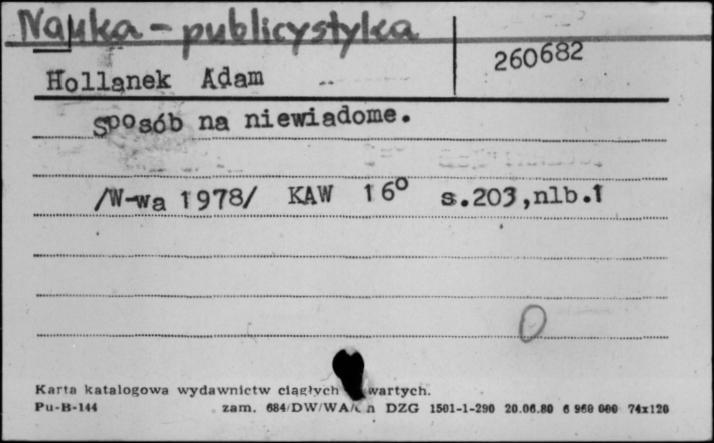 Nauka - publicystyka
260682
Hollanek Adam
sposób na niewiadome.
/W-wa 1978/ KAW 16° s.203,nlb.1
0
Karta katalogowa wydawnictw ciągłych wartych.
Pu-B-144 zam. 684/DW/WA/ n DZG 1501-1-290 20.06.80 6 960 000 74x120